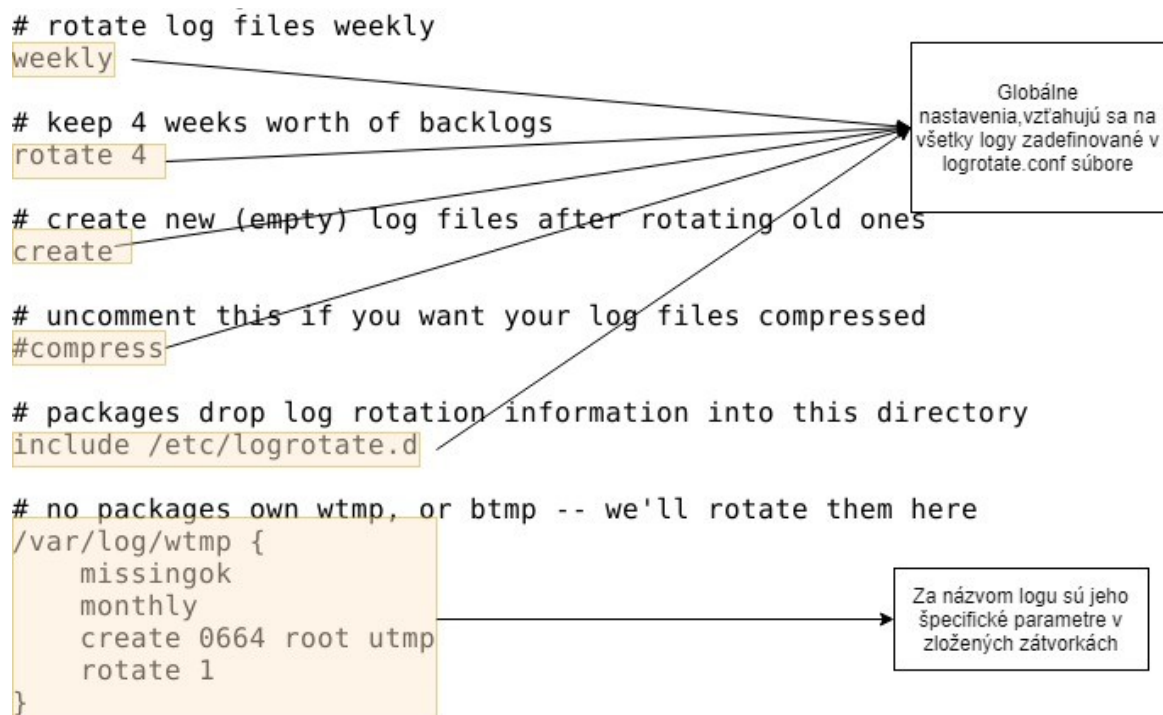 # rotate log files weekly
weekly
# keep 4 weeks worth of backlogs
rotate 4
# create new (empty) log files after rotating old ones
create
# uncomment this if you want your log files compressed
#compress
# packages drop log rotation information into this directory
include /etc/logrotate.d
# no packages own wtmp, or btmp -- we'll rotate them here
/var/log/wtmp {
    missingok
    monthly
    create 0664 root utmp
    rotate 1
}
Globálne
nastavenia,vzťahujú sa na
všetky logy zadefinované v
logrotate.conf súbore
Za názvom logu sú jeho
špecifické parametre v
zložených zátvorkách